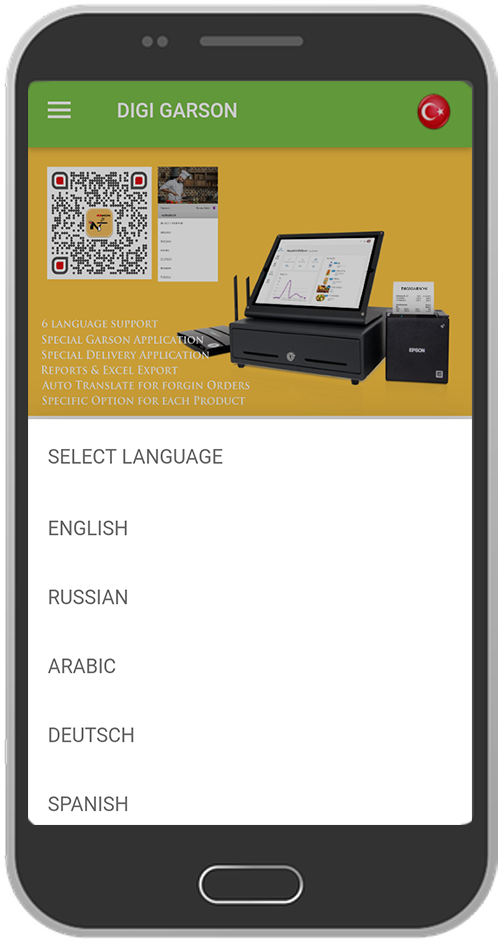 DIGI GARSON
6 LANGUAGE SUPPORT
SPECIAL GARSON APPLICATION
SPECIAL DELIVERY APPLICATION
REPORTS & EXCEL EXPORT
AUTO TRANSLATE FOR FORGIN ORDERS
SPECIFIC OPTION FOR EACH PRODUCT
DIGIGARSON
EPSON
SELECT LANGUAGE
ENGLISH
RUSSIAN
ARABIC
DEUTSCH
SPANISH